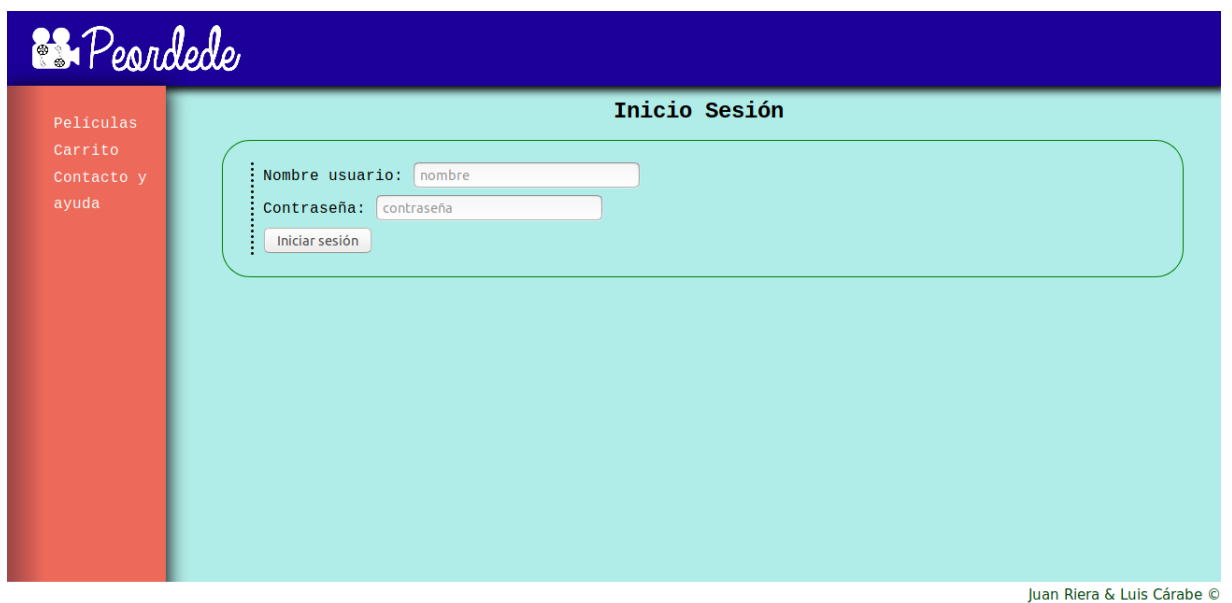 Peordede
Películas
Carrito
Contacto y
ayuda
Inicio Sesión
Nombre usuario: nombre
Contraseña: contraseña
Iniciar sesión
Juan Riera & Luis Cárabe ©